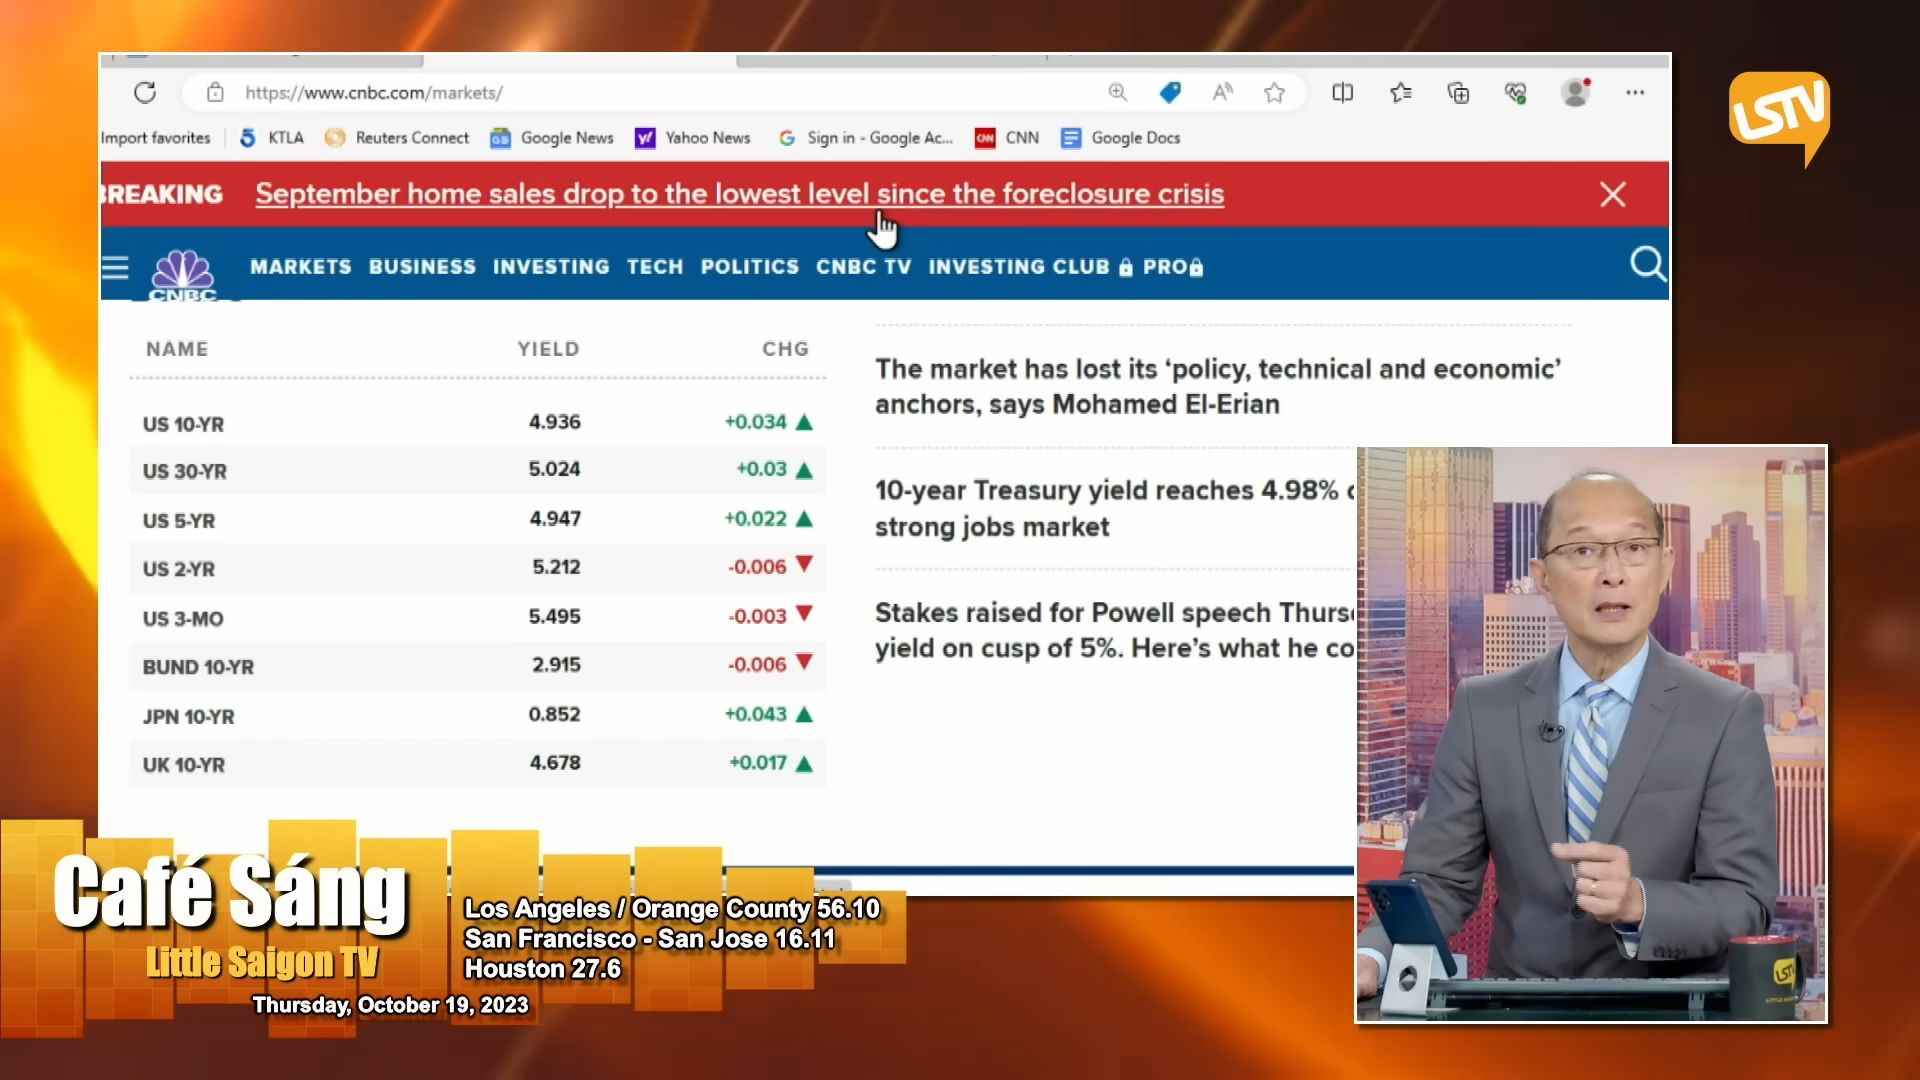 https://www.cnbc.com/markets/
Import favorites
KTLA
Reuters Connect
Google News
Yahoo News
Sign in - Google Ac...
CNN
Google Docs
LSTV
BREAKING September home sales drop to the lowest level since the foreclosure crisis
CNBC
MARKETS BUSINESS INVESTING TECH POLITICS CNBC TV INVESTING CLUB PRO
NAME YIELD CHG
US 10-YR 4.936 +0.034
US 30-YR 5.024 +0.03
US 5-YR 4.947 +0.022
US 2-YR 5.212 -0.006
US 3-MO 5.495 -0.003
BUND 10-YR 2.915 -0.006
JPN 10-YR 0.852 +0.043
UK 10-YR 4.678 +0.017
The market has lost its ‘policy, technical and economic’
anchors, says Mohamed El-Erian
10-year Treasury yield reaches 4.98%
strong jobs market
Stakes raised for Powell speech
yield on cusp of 5%. Here’s what he
Café Sáng
Little Saigon TV
Los Angeles / Orange County 56.10
San Francisco - San Jose 16.11
Houston 27.6
Thursday, October 19, 2023
LSTV